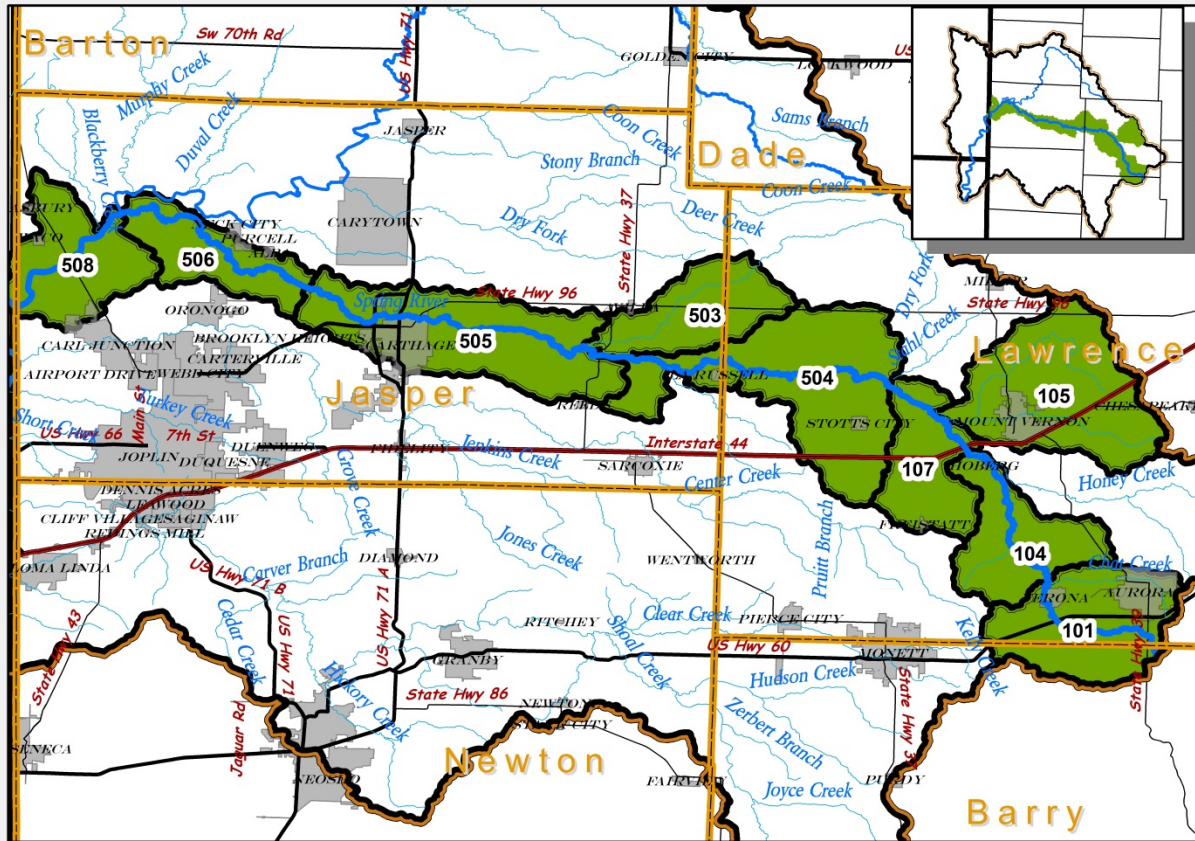 Barton
Sw 70th Rd
US Hwy 71
GOLDEN CITY
LOCKWOOD
Murphy Creek
Blackberry
Duval Creek
JASPER
Coon Creek
Sams Branch
Stony Branch
Dade
Coon Creek
CARYTOWN
Dry Fork
State Hwy 37
Deer Creek
PURCELL
508
506
Spring River
State Hwy 96
503
Dry Fork
State Hwy 96
Stahl Creek
ORONOGO
BROOKLYN HEIGHTS
CARTHAGE
505
Lawrence
CARL JUNCTION
CARTERVILLE
AIRPORT DRIVE
WEBB CITY
Jasper
504
105
Turkey Creek
STOTTS CITY
MOUNT VERNON
Short Creek
US Hwy 66
Main St
7th St
DUENWEG
FIDELITY
Jenkins Creek
Interstate 44
JOPLIN
DUQUESNE
SARCOXIE
107
HOBERG
Grove Creek
Center Creek
Honey Creek
DENNIS ACRES
LEAWOOD
CLIFF VILLAGE
SAGINAW
REDINGS MILL
FREISTATT
Jones Creek
Pruitt Branch
104
LOMA LINDA
DIAMOND
WENTWORTH
Chat Creek
Carver Branch
US Hwy 71 B
US Hwy 71 A
AURORA
State Hwy 43
Cedar Creek
RITCHEY
Clear Creek
PIERCE CITY
101
State Hwy 39
US Hwy 71
Shoal Creek
Kelly Creek
GRANBY
US Hwy 60
MONETT
Hickory Creek
State Hwy 86
Hudson Creek
NEWTON
Zerbert Branch
Jaguar Rd
SENECA
Newton
NEOSHO
FAIRVIEW
PURDY
Joyce Creek
Barry